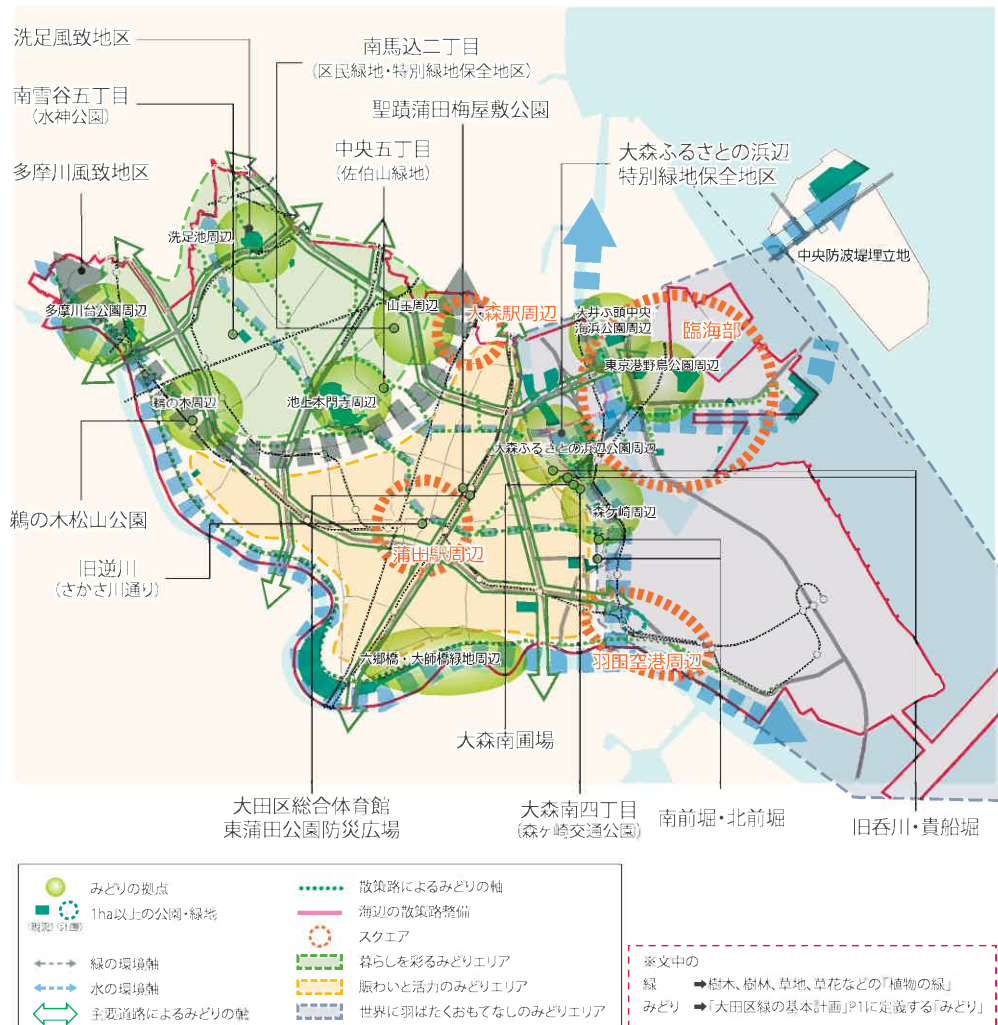 洗足風致地区
南馬込二丁目
(区民緑地・特別緑地保全地区)
南雪谷五丁目
(水神公園)
聖蹟蒲田梅屋敷公園
中央五丁目
(佐伯山緑地)
大森ふるさとの浜辺
特別緑地保全地区
多摩川風致地区
洗足池周辺
中央防波堤埋立地
多摩川台公園周辺
山王周辺
大森駅周辺
大井ふ頭中央
海浜公園周辺
臨海部
東京港野鳥公園周辺
鵜の木周辺
池上本門寺周辺
大森ふるさとの浜辺公園周辺
鵜の木松山公園
森ケ崎周辺
蒲田駅周辺
旧逆川
(さかさ川通り)
六郷橋・大師橋緑地周辺
羽田空港周辺
大森南圃場
大田区総合体育館
東蒲田公園防災広場
大森南四丁目
(森ヶ崎交通公園)
南前堀・北前堀
旧呑川・貴船堀
みどりの拠点
1ha以上の公園・緑地
(現況) (計画)
緑の環境軸
水の環境軸
主要道路によるみどりの軸
散策路によるみどりの軸
海辺の散策路整備
スクエア
暮らしを彩るみどりエリア
賑わいと活力のみどりエリア
世界に羽ばたくおもてなしのみどりエリア
※文中の
緑 ➡樹木、樹林、草地、草花などの「植物の緑」
みどり ➡「大田区緑の基本計画」P1に定義する「みどり」